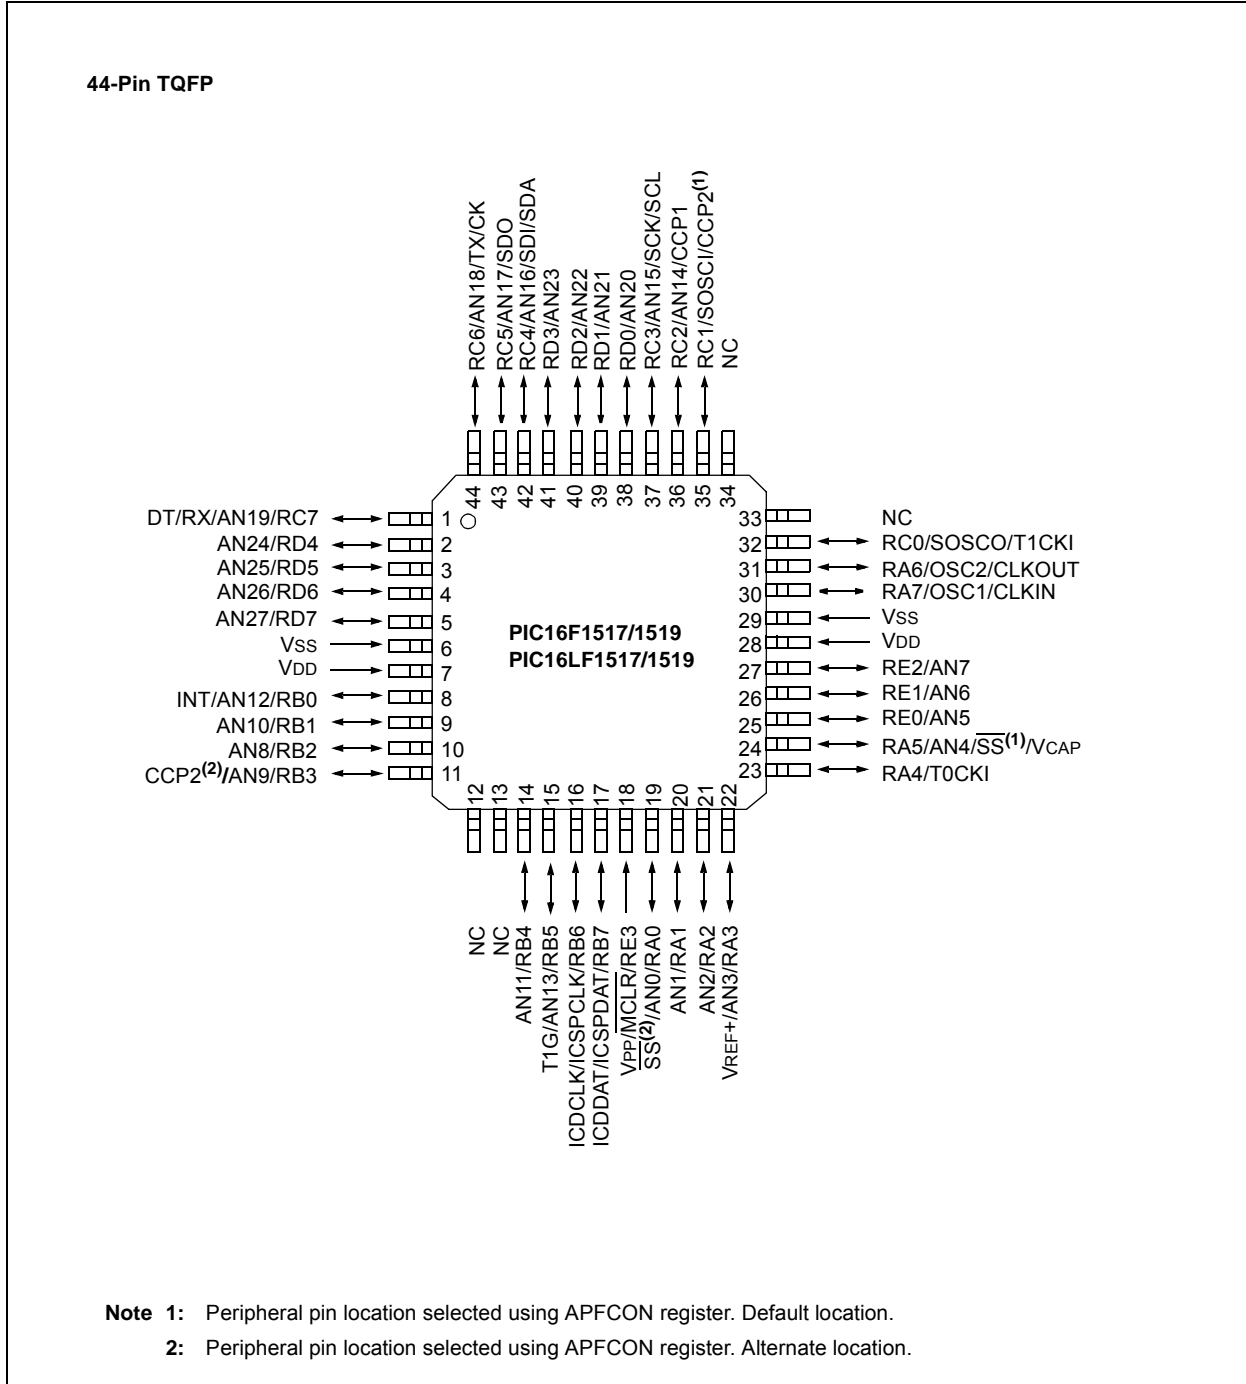 44-Pin TQFP
RC6/AN18/TX/CK
RC5/AN17/SDO
RC4/AN16/SDI/SDA
RD3/AN23
RD2/AN22
RD1/AN21
RD0/AN20
RC3/AN15/SCK/SCL
RC2/AN14/CCP1
RC1/SOSCI/CCP2(1)
NC
44
43
42
41
40
39
38
37
36
35
34
DT/RX/AN19/RC7
AN24/RD4
AN25/RD5
AN26/RD6
AN27/RD7
VSS
VDD
INT/AN12/RB0
AN10/RB1
AN8/RB2
CCP2(2)/AN9/RB3
1
2
3
4
5
6
7
8
9
10
11
PIC16F1517/1519
PIC16LF1517/1519
33
32
31
30
29
28
27
26
25
24
23
NC
RC0/SOSCO/T1CKI
RA6/OSC2/CLKOUT
RA7/OSC1/CLKIN
VSS
VDD
RE2/AN7
RE1/AN6
RE0/AN5
RA5/AN4/SS(1)/VCAP
RA4/T0CKI
12
13
14
15
16
17
18
19
20
21
22
NC
NC
AN11/RB4
T1G/AN13/RB5
ICDCLK/ICSPCLK/RB6
ICDDAT/ICSPDAT/RB7
VPP/MCLR/RE3
SS(2)/AN0/RA0
AN1/RA1
AN2/RA2
VREF+/AN3/RA3
Note 1: Peripheral pin location selected using APFCON register. Default location.
2: Peripheral pin location selected using APFCON register. Alternate location.